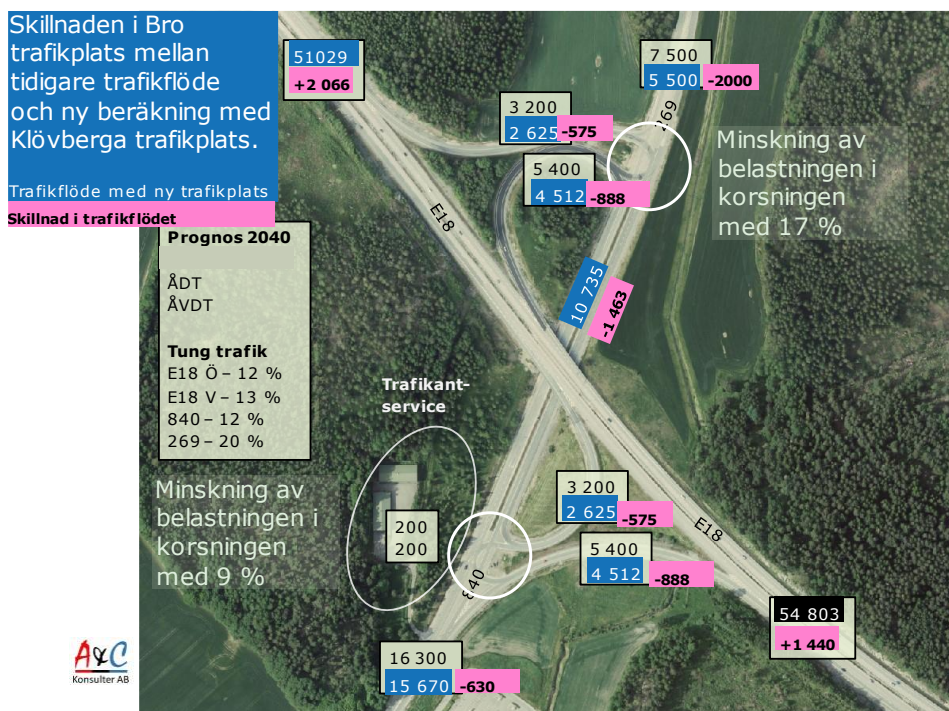 Skillnaden i Bro
trafikplats mellan
tidigare trafikflöde
och ny beräkning med
Klövberga trafikplats.
Trafikflöde med ny trafikplats
Skillnad i trafikflödet
51029
+2 066
7 500
5 500 -2000
269
3 200
2 625 -575
5 400
4 512 -888
Minskning av
belastningen i
korsningen
med 17 %
E18
Prognos 2040
ÅDT
ÅVDT
Tung trafik
E18 Ö – 12 %
E18 V – 13 %
840 – 12 %
269 – 20 %
10 735
-1 463
Trafikant-
service
Minskning av
belastningen i
korsningen
med 9 %
200
200
3 200
2 625 -575
E18
5 400
4 512 -888
840
54 803
+1 440
16 300
15 670 -630
A&C
Konsulter AB